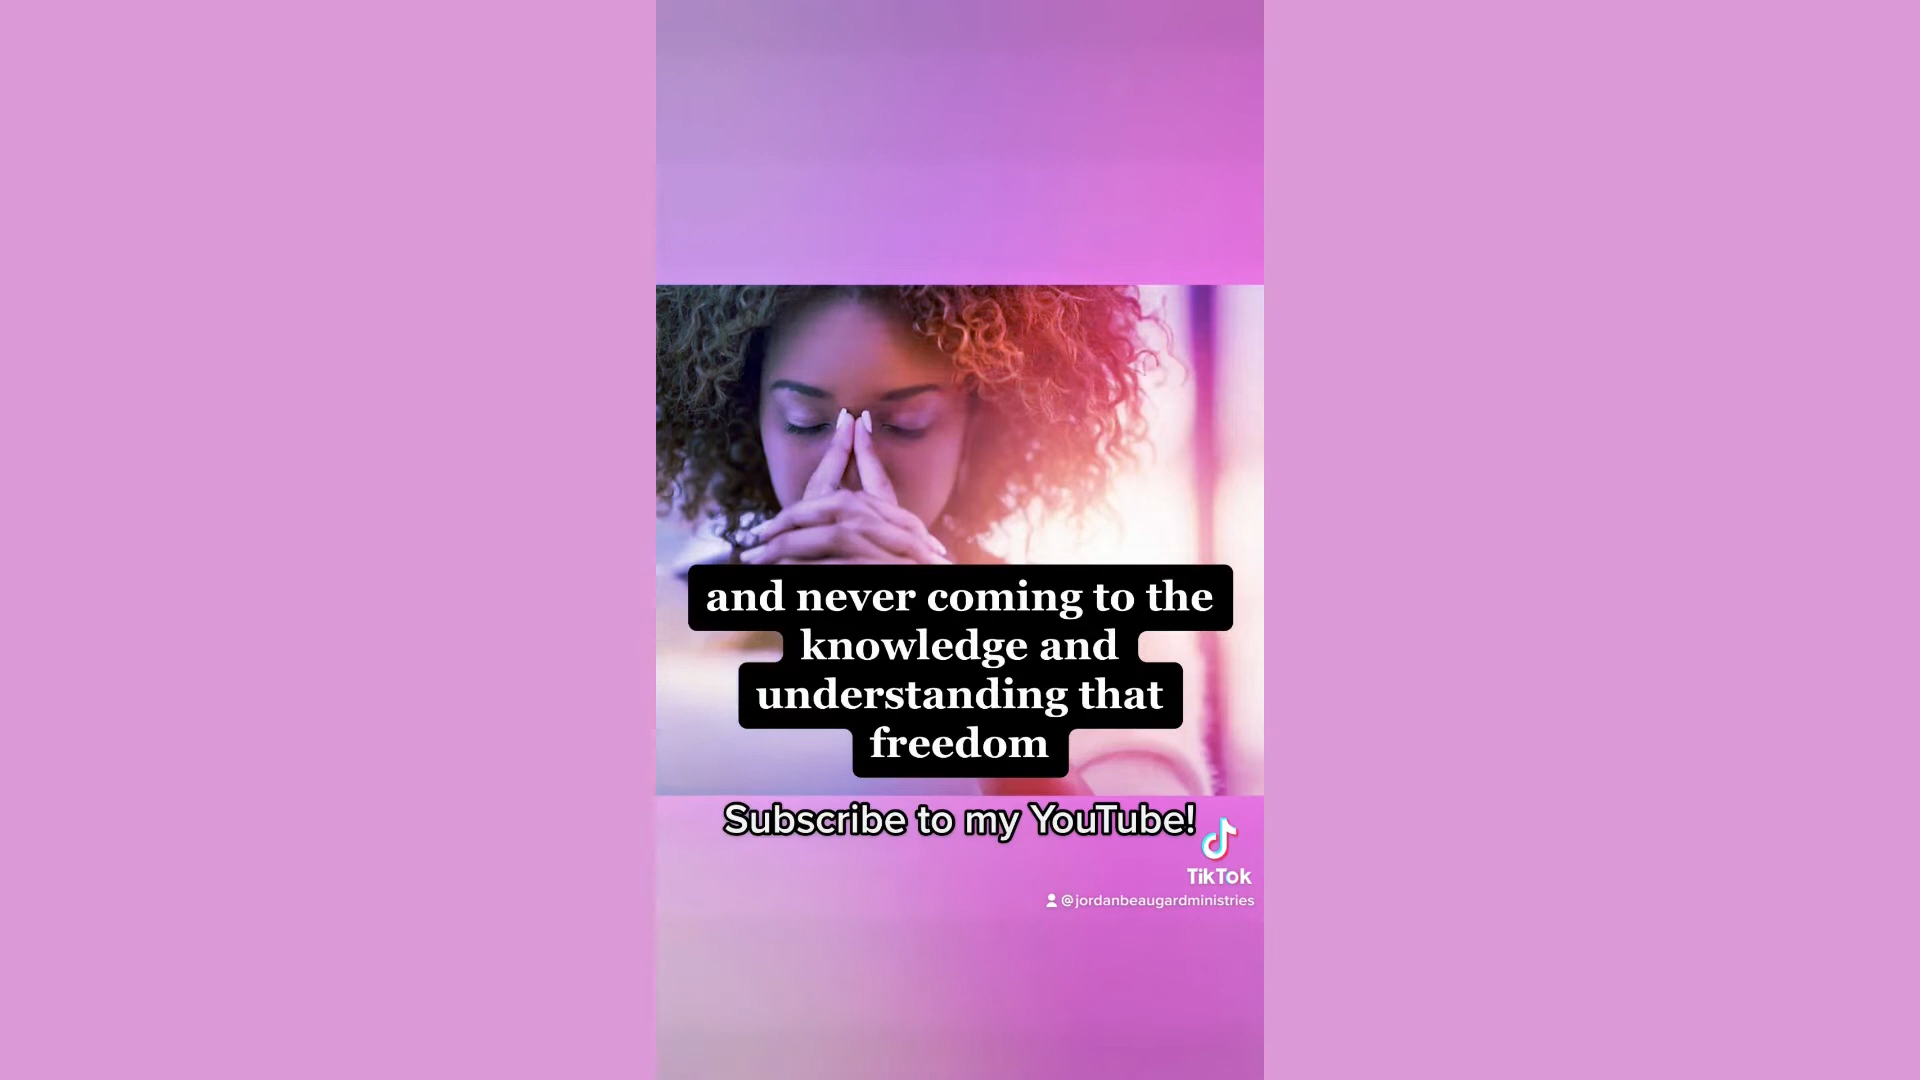 and never coming to the
knowledge and
understanding that
freedom
Subscribe to my YouTube!
TikTok
@jordanbeaugardministries